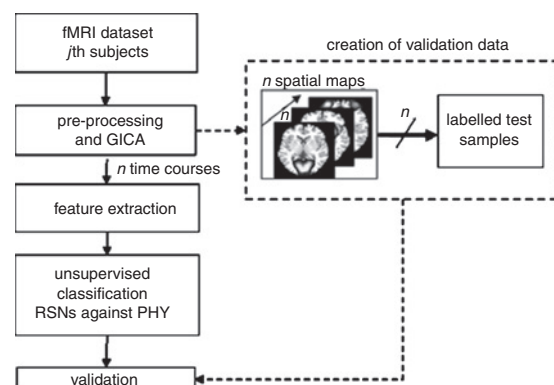 fMRI dataset
jth subjects
creation of validation data
n spatial maps
n
n
labelled test
samples
pre-processing
and GICA
n time courses
feature extraction
unsupervised
classification
RSNs against PHY
validation